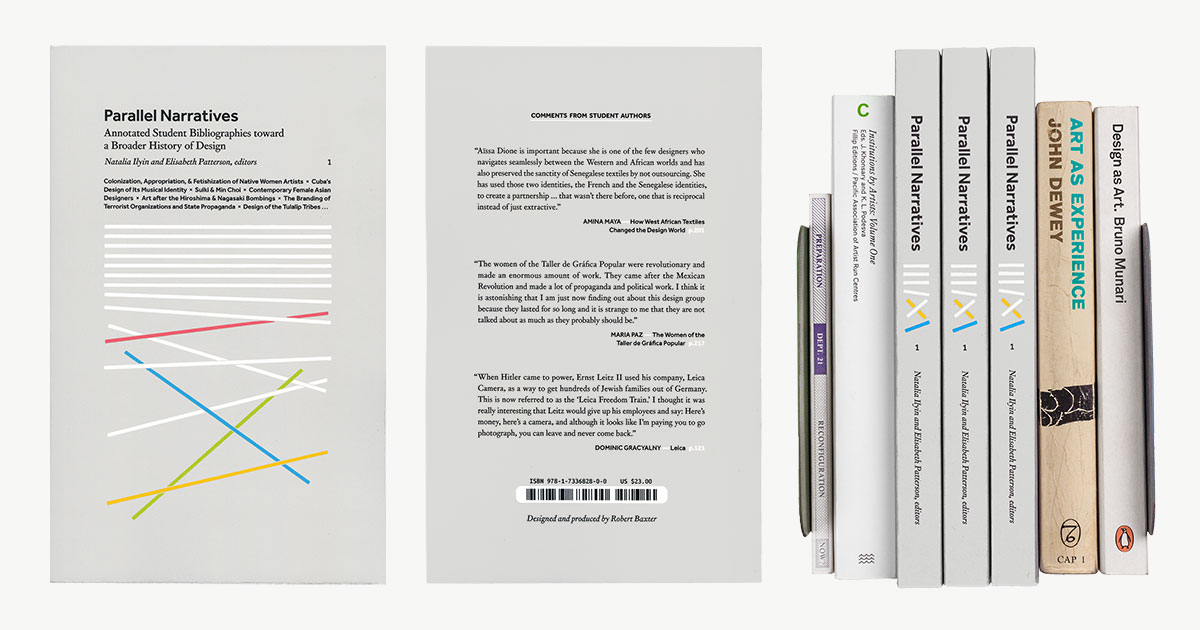 Parallel Narratives
Annotated Student Bibliographies toward
a Broader History of Design
Natalia Ilyin and Elisabeth Patterson, editors 1
Colonization, Appropriation, & Fetishization of Native Women Artists × Cuba's
Design of Its Musical Identity × Sulki & Min Choi × Contemporary Female Asian
Designers × Art after the Hiroshima & Nagasaki Bombings × The Branding of
Terrorist Organizations and State Propaganda × Design of the Tulalip Tribes ...
COMMENTS FROM STUDENT AUTHORS
“Aïssa Dione is important because she is one of the few designers who
navigates seamlessly between the Western and African worlds and has
also preserved the sanctity of Senegalese textiles by not outsourcing. She
has used those two identities, the French and the Senegalese identities,
to create a partnership ... that wasn't there before, one that is reciprocal
instead of just extractive.”
AMINA MAYA — How West African Textiles
Changed the Design World p.201
“The women of the Taller de Gráfica Popular were revolutionary and
made an enormous amount of work. They came after the Mexican
Revolution and made a lot of propaganda and political work. I think it
is astonishing that I am just now finding out about this design group
because they lasted for so long and it is strange to me that they are not
talked about as much as they probably should be.”
MARIA PAZ — The Women of the
Taller de Gráfica Popular p.217
“When Hitler came to power, Ernst Leitz II used his company, Leica
Camera, as a way to get hundreds of Jewish families out of Germany.
This is now referred to as the ‘Leica Freedom Train.’ I thought it was
really interesting that Leitz would give up his employees and say: Here's
money, here's a camera, and although it looks like I'm paying you to go
photograph, you can leave and never come back.”
DOMINIC GRACYALNY — Leica p.123
ISBN 978-1-7336828-0-0 US $23.00
Designed and produced by Robert Baxter
PREPARATION
DEPT. 21
RECONFIGURATION
NOW?
C
Institutions by Artists: Volume One
Eds. J. Khonsary and K. L. Podesva
Fillip Editions / Pacific Association of Artist Run Centres
Parallel Narratives
1
Natalia Ilyin and Elisabeth Patterson, editors
Parallel Narratives
1
Natalia Ilyin and Elisabeth Patterson, editors
Parallel Narratives
1
Natalia Ilyin and Elisabeth Patterson, editors
ART AS EXPERIENCE
JOHN DEWEY
CAP 1
Design as Art. Bruno Munari